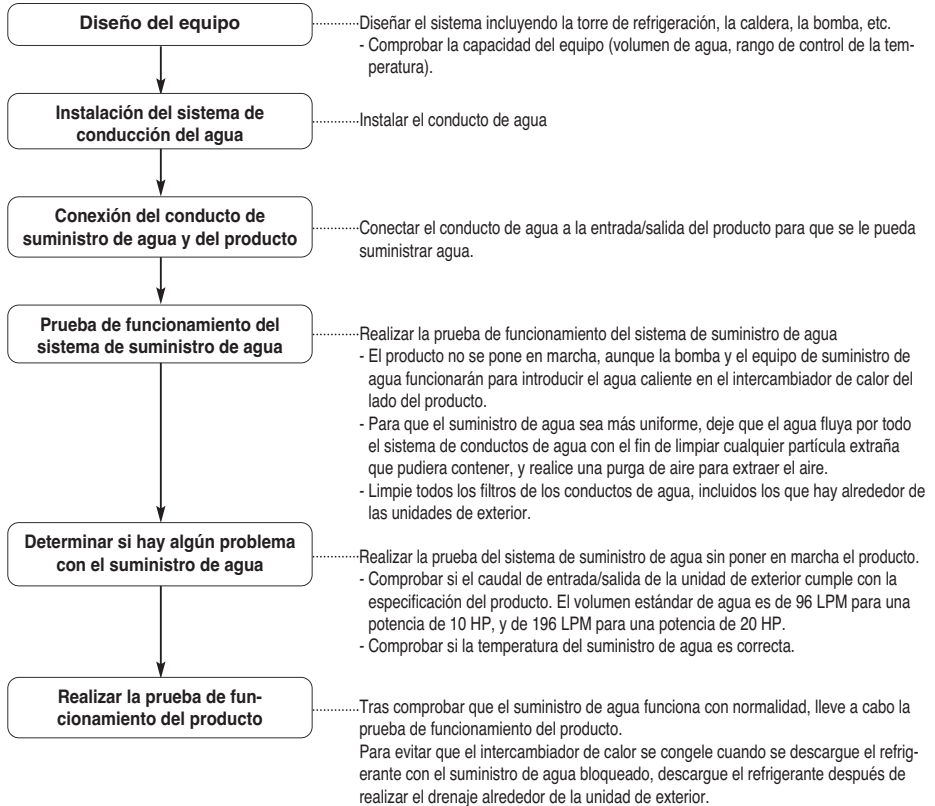 Diseño del equipo
Diseñar el sistema incluyendo la torre de refrigeración, la caldera, la bomba, etc.
- Comprobar la capacidad del equipo (volumen de agua, rango de control de la tem-
peratura).
Instalación del sistema de
conducción del agua
Instalar el conducto de agua
Conexión del conducto de
suministro de agua y del producto
Conectar el conducto de agua a la entrada/salida del producto para que se le pueda
suministrar agua.
Prueba de funcionamiento del
sistema de suministro de agua
Realizar la prueba de funcionamiento del sistema de suministro de agua
- El producto no se pone en marcha, aunque la bomba y el equipo de suministro de
agua funcionarán para introducir el agua caliente en el intercambiador de calor del
lado del producto.
- Para que el suministro de agua sea más uniforme, deje que el agua fluya por todo
el sistema de conductos de agua con el fin de limpiar cualquier partícula extraña
que pudiera contener, y realice una purga de aire para extraer el aire.
- Limpie todos los filtros de los conductos de agua, incluidos los que hay alrededor de
las unidades de exterior.
Determinar si hay algún problema
con el suministro de agua
Realizar la prueba del sistema de suministro de agua sin poner en marcha el producto.
- Comprobar si el caudal de entrada/salida de la unidad de exterior cumple con la
especificación del producto. El volumen estándar de agua es de 96 LPM para una
potencia de 10 HP, y de 196 LPM para una potencia de 20 HP.
- Comprobar si la temperatura del suministro de agua es correcta.
Realizar la prueba de fun-
cionamiento del producto
Tras comprobar que el suministro de agua funciona con normalidad, lleve a cabo la
prueba de funcionamiento del producto.
Para evitar que el intercambiador de calor se congele cuando se descargue el refrig-
erante con el suministro de agua bloqueado, descargue el refrigerante después de
realizar el drenaje alrededor de la unidad de exterior.